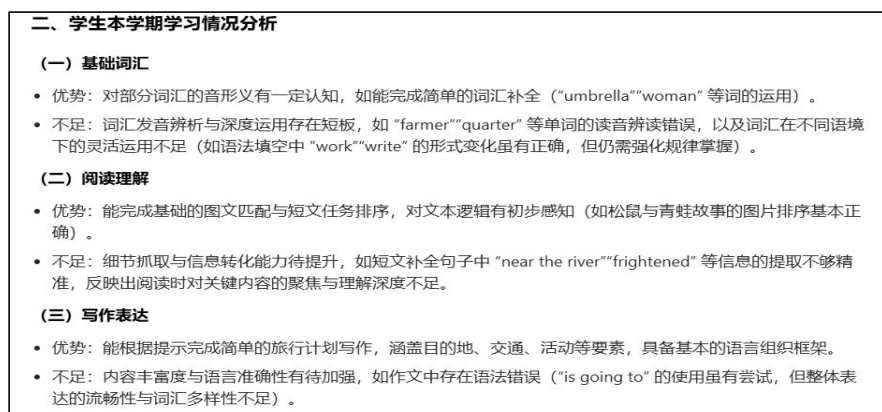 二、学生本学期学习情况分析
（一）基础词汇
• 优势：对部分词汇的音形义有一定认知，如能完成简单的词汇补全（“umbrella”“woman” 等词的运用）。
• 不足：词汇发音辨析与深度运用存在短板，如 “farmer”“quarter” 等单词的读音辨读错误，以及词汇在不同语境
下的灵活运用不足（如语法填空中 “work”“write” 的形式变化虽有正确，但仍需强化规律掌握）。
（二）阅读理解
• 优势：能完成基础的图文匹配与短文任务排序，对文本逻辑有初步感知（如松鼠与青蛙故事的图片排序基本正
确）。
• 不足：细节抓取与信息转化能力待提升，如短文补全句子中 “near the river”“frightened” 等信息的提取不够精
准，反映出阅读时对关键内容的聚焦与理解深度不足。
（三）写作表达
• 优势：能根据提示完成简单的旅行计划写作，涵盖目的地、交通、活动等要素，具备基本的语言组织框架。
• 不足：内容丰富度与语言准确性有待加强，如作文中存在语法错误（“is going to” 的使用虽有尝试，但整体表
达的流畅性与词汇多样性不足）。